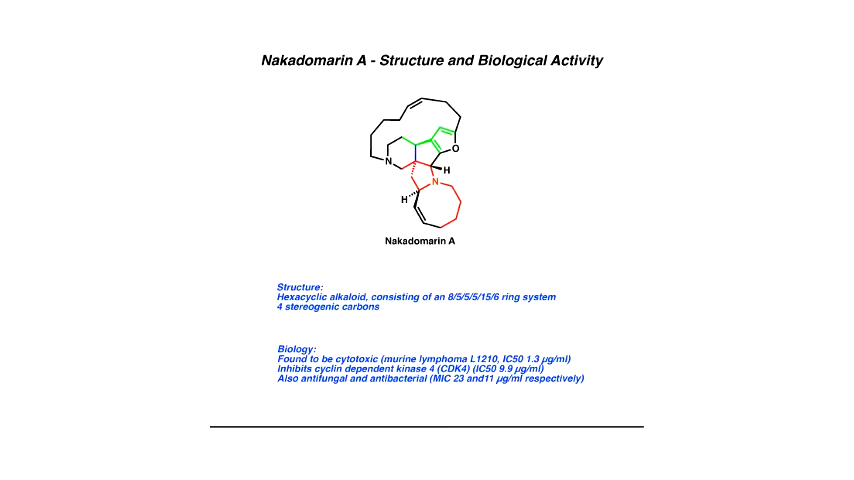 Nakadomarin A - Structure and Biological Activity
O
N
H
N
H
Nakadomarin A
Structure:
Hexacyclic alkaloid, consisting of an 8/5/5/5/15/6 ring system
4 stereogenic carbons
Biology:
Found to be cytotoxic (murine lymphoma L1210, IC50 1.3 µg/ml)
Inhibits cyclin dependent kinase 4 (CDK4) (IC50 9.9 µg/ml)
Also antifungal and antibacterial (MIC 23 and11 µg/ml respectively)